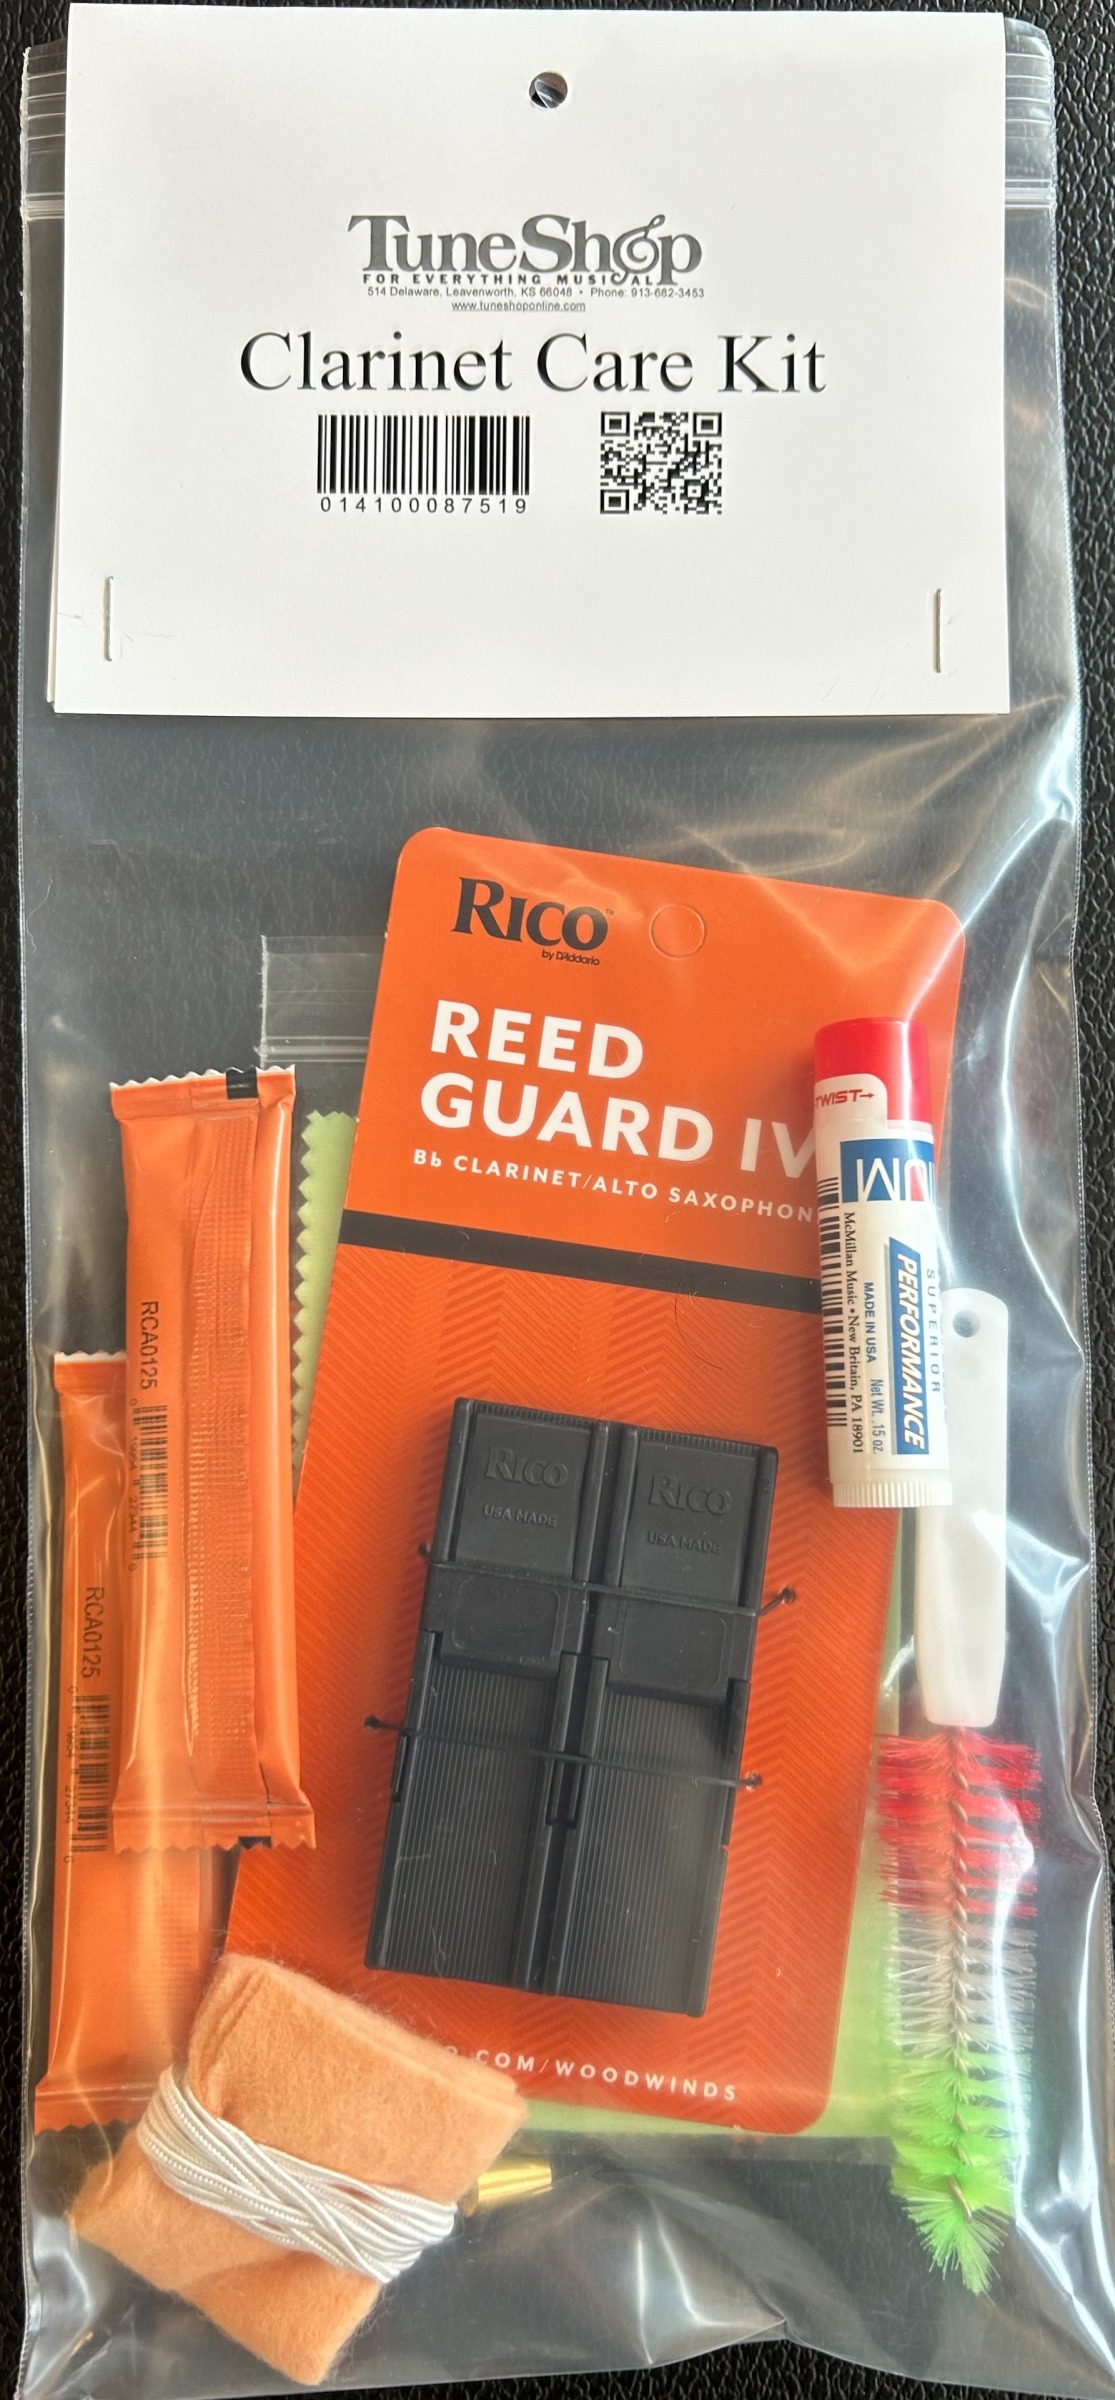 TuneShop
FOR EVERYTHING MUSICAL
514 Delaware, Leavenworth, KS 66048 • Phone: 913-682-3453
www.tuneshoponline.com
Clarinet Care Kit
014100087519
RICO™
by D'Addario
REED
GUARD IV
B♭ CLARINET/ALTO SAXOPHON
TWIST→
UM
SUPERIOR
PERFORMANCE
MADE IN USA Net Wt. .15 oz.
McMillan Music • New Britain, PA 18901
RCA0125
RCA0125
RICO
USA MADE
RICO
USA MADE
.COM/WOODWINDS